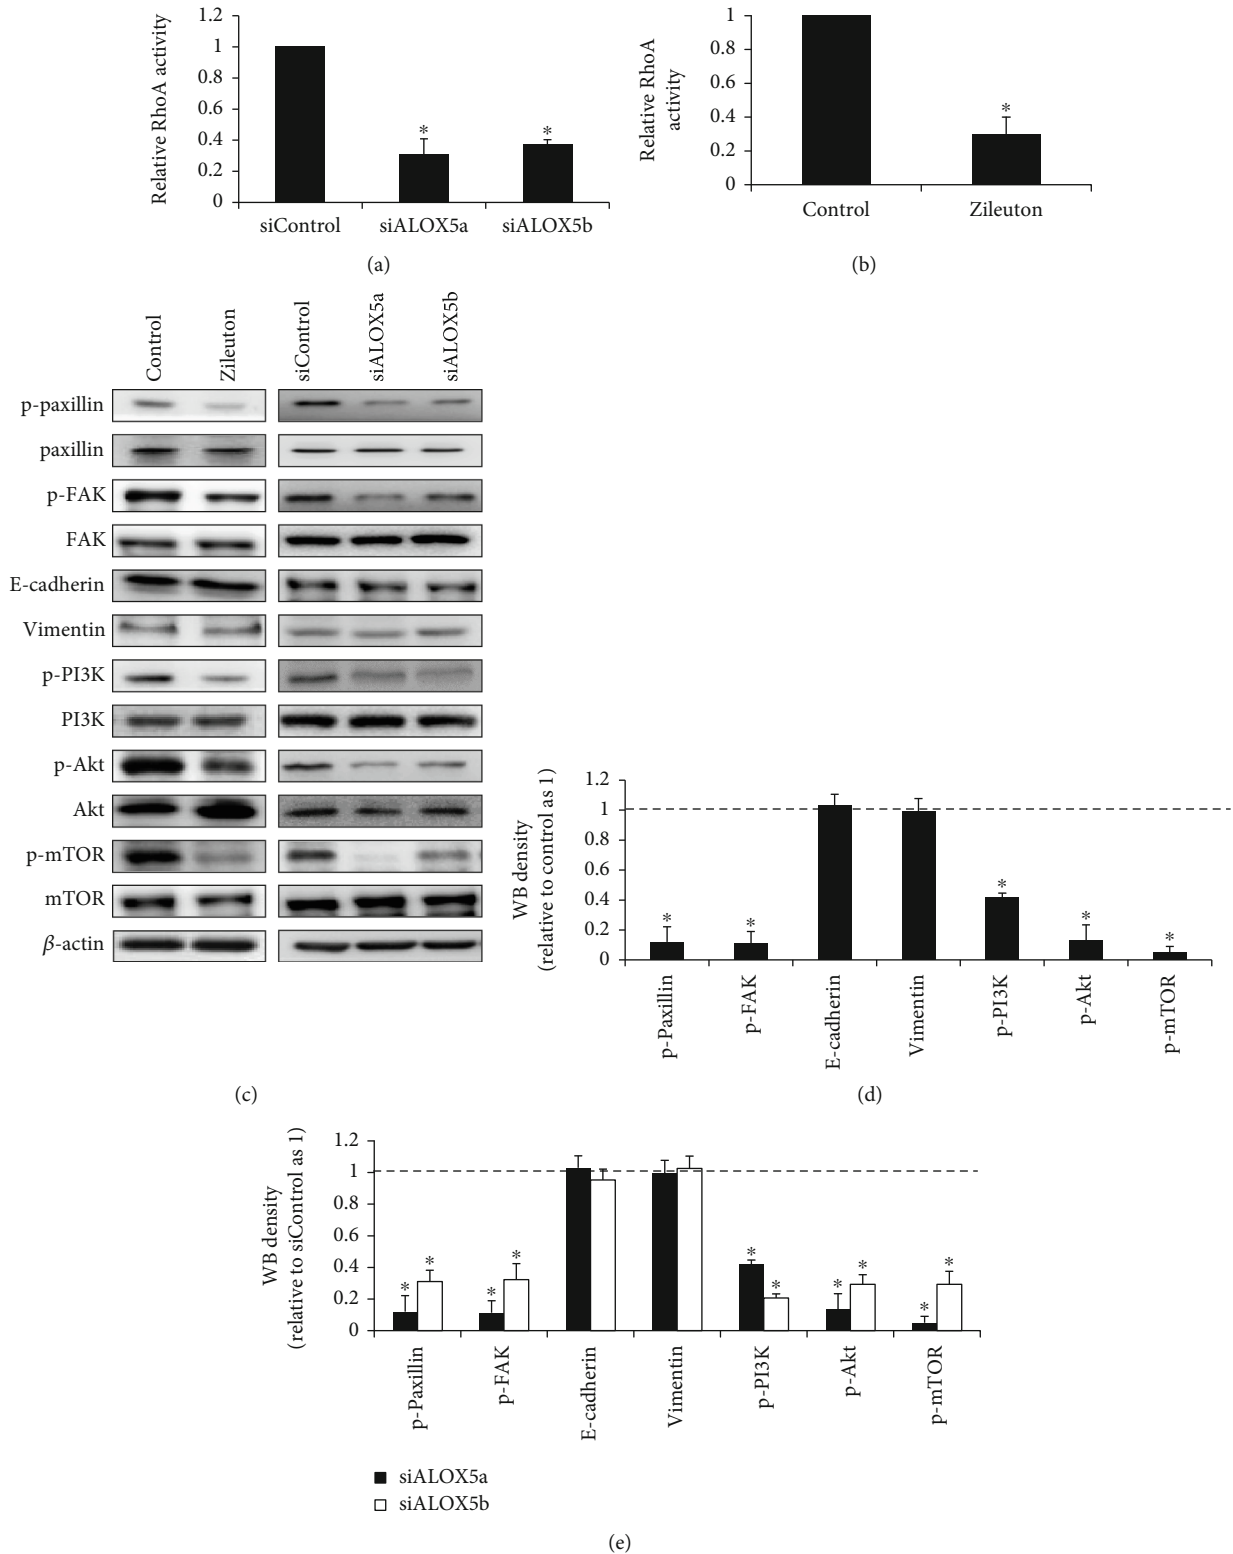 Relative RhoA activity
1.2
1
0.8
0.6
0.4
0.2
0
*
*
siControl
siALOX5a
siALOX5b
(a)
Relative RhoA
activity
1
0.8
0.6
0.4
0.2
0
*
Control
Zileuton
(b)
Control
Zileuton
siControl
siALOX5a
siALOX5b
p-paxillin
paxillin
p-FAK
FAK
E-cadherin
Vimentin
p-PI3K
PI3K
p-Akt
Akt
p-mTOR
mTOR
β-actin
(c)
WB density
(relative to control as 1)
1.2
1
0.8
0.6
0.4
0.2
0
*
*
*
*
*
p-Paxillin
p-FAK
E-cadherin
Vimentin
p-PI3K
p-Akt
p-mTOR
(d)
WB density
(relative to siControl as 1)
1.2
1
0.8
0.6
0.4
0.2
0
*
*
*
*
*
*
*
*
*
*
p-Paxillin
p-FAK
E-cadherin
Vimentin
p-PI3K
p-Akt
p-mTOR
siALOX5a
siALOX5b
(e)